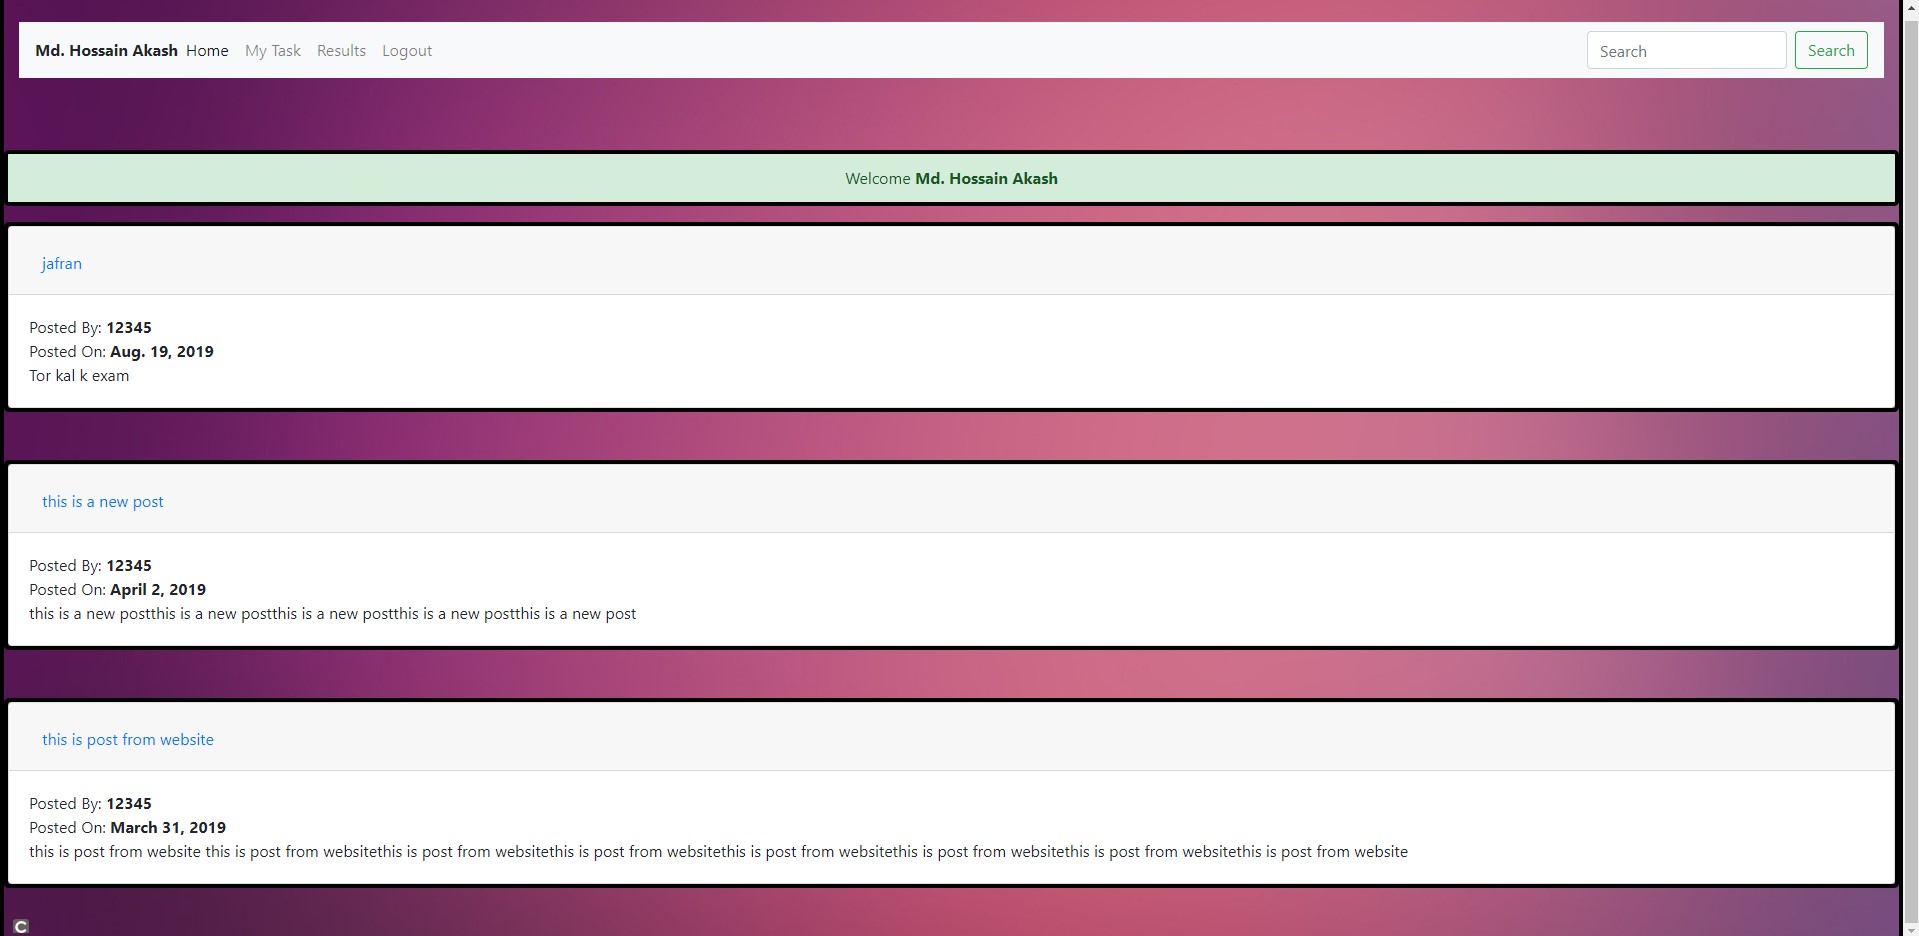 Md. Hossain Akash Home My Task Results Logout Search Search
Welcome Md. Hossain Akash
jafran
Posted By: 12345
Posted On: Aug. 19, 2019
Tor kal k exam
this is a new post
Posted By: 12345
Posted On: April 2, 2019
this is a new postthis is a new postthis is a new postthis is a new postthis is a new post
this is post from website
Posted By: 12345
Posted On: March 31, 2019
this is post from website this is post from websitethis is post from websitethis is post from websitethis is post from websitethis is post from websitethis is post from websitethis is post from website
C